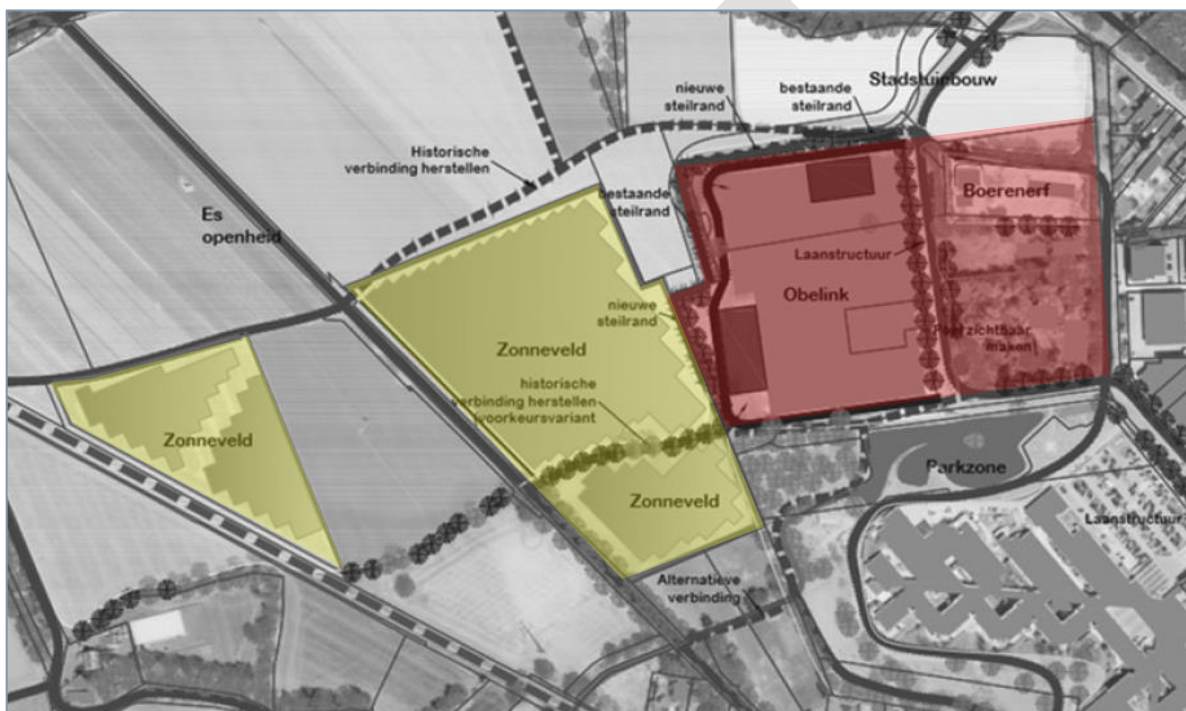 Stadstuinbouw
nieuwe
steilrand
bestaande
steilrand
Historische
verbinding herstellen
Boerenerf
bestaande
steilrand
Es
openheid
Laanstructuur
Obelink
nieuwe
steilrand
Poel zichtbaar
maken
Zonneveld
historische
verbinding herstellen
(voorkeursvariant
Zonneveld
Parkzone
Zonneveld
Laanstructuur
Alternatieve
verbinding